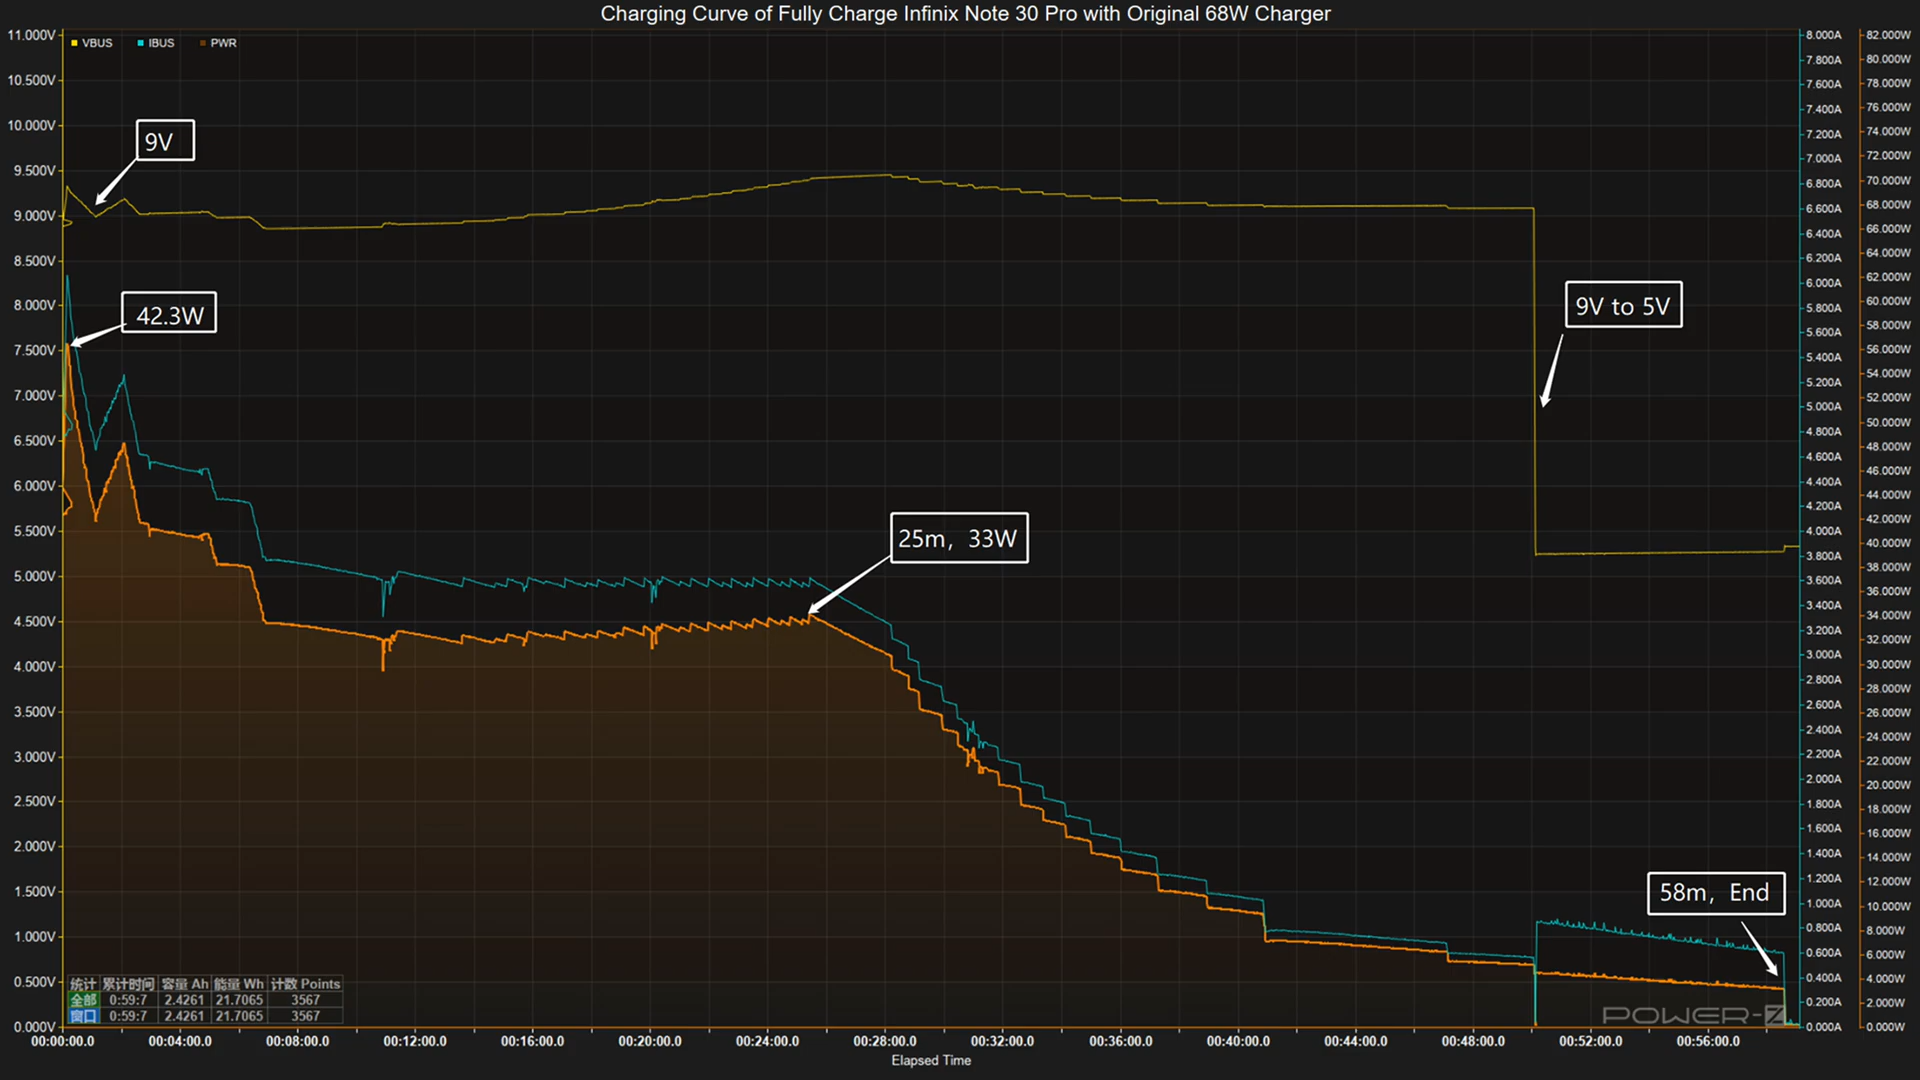 Charging Curve of Fully Charge Infinix Note 30 Pro with Original 68W Charger
VBUS IBUS PWR
11.000V
10.500V
10.000V
9.500V
9.000V
8.500V
8.000V
7.500V
7.000V
6.500V
6.000V
5.500V
5.000V
4.500V
4.000V
3.500V
3.000V
2.500V
2.000V
1.500V
1.000V
0.500V
0.000V
9V
42.3W
25m, 33W
9V to 5V
58m, End
8.000A
7.800A
7.600A
7.400A
7.200A
7.000A
6.800A
6.600A
6.400A
6.200A
6.000A
5.800A
5.600A
5.400A
5.200A
5.000A
4.800A
4.600A
4.400A
4.200A
4.000A
3.800A
3.600A
3.400A
3.200A
3.000A
2.800A
2.600A
2.400A
2.200A
2.000A
1.800A
1.600A
1.400A
1.200A
1.000A
0.800A
0.600A
0.400A
0.200A
0.000A
82.000W
80.000W
78.000W
76.000W
74.000W
72.000W
70.000W
68.000W
66.000W
64.000W
62.000W
60.000W
58.000W
56.000W
54.000W
52.000W
50.000W
48.000W
46.000W
44.000W
42.000W
40.000W
38.000W
36.000W
34.000W
32.000W
30.000W
28.000W
26.000W
24.000W
22.000W
20.000W
18.000W
16.000W
14.000W
12.000W
10.000W
8.000W
6.000W
4.000W
2.000W
0.000W
统计 累计时间 容量 Ah 能量 Wh 计数 Points
全部 0:59:7 2.4261 21.7065 3567
窗口 0:59:7 2.4261 21.7065 3567
POWER-Z
00:00:00.0 00:04:00.0 00:08:00.0 00:12:00.0 00:16:00.0 00:20:00.0 00:24:00.0 00:28:00.0 00:32:00.0 00:36:00.0 00:40:00.0 00:44:00.0 00:48:00.0 00:52:00.0 00:56:00.0
Elapsed Time